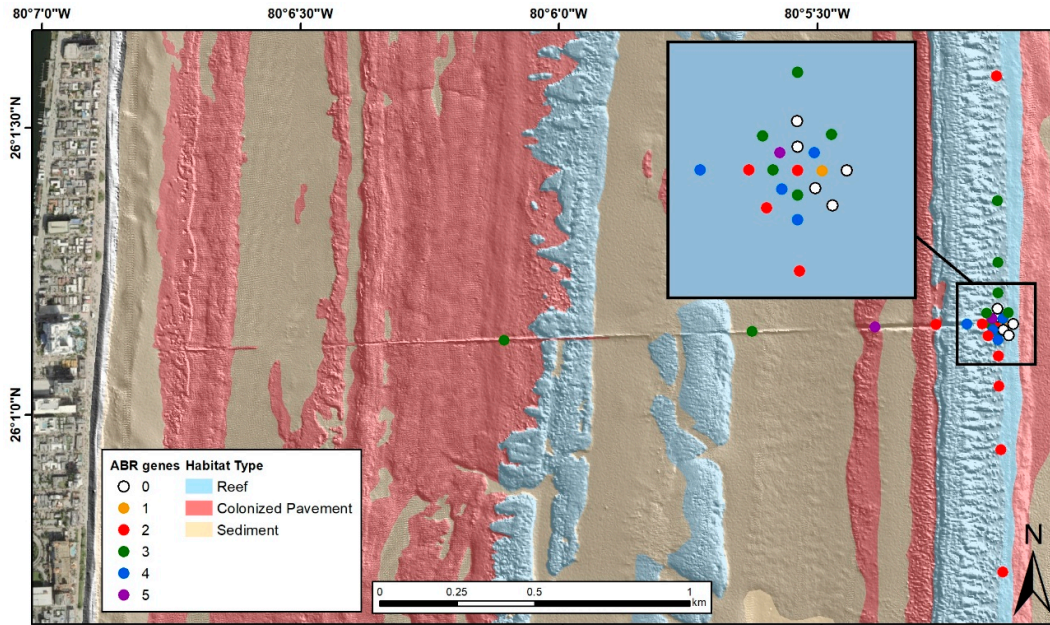 80°7'0"W 80°6'30"W 80°6'0"W 80°5'30"W
26°1'30"N
26°1'0"N
ABR genes Habitat Type
0 Reef
1 Colonized Pavement
2 Sediment
3
4
5
0 0.25 0.5 1
km
N